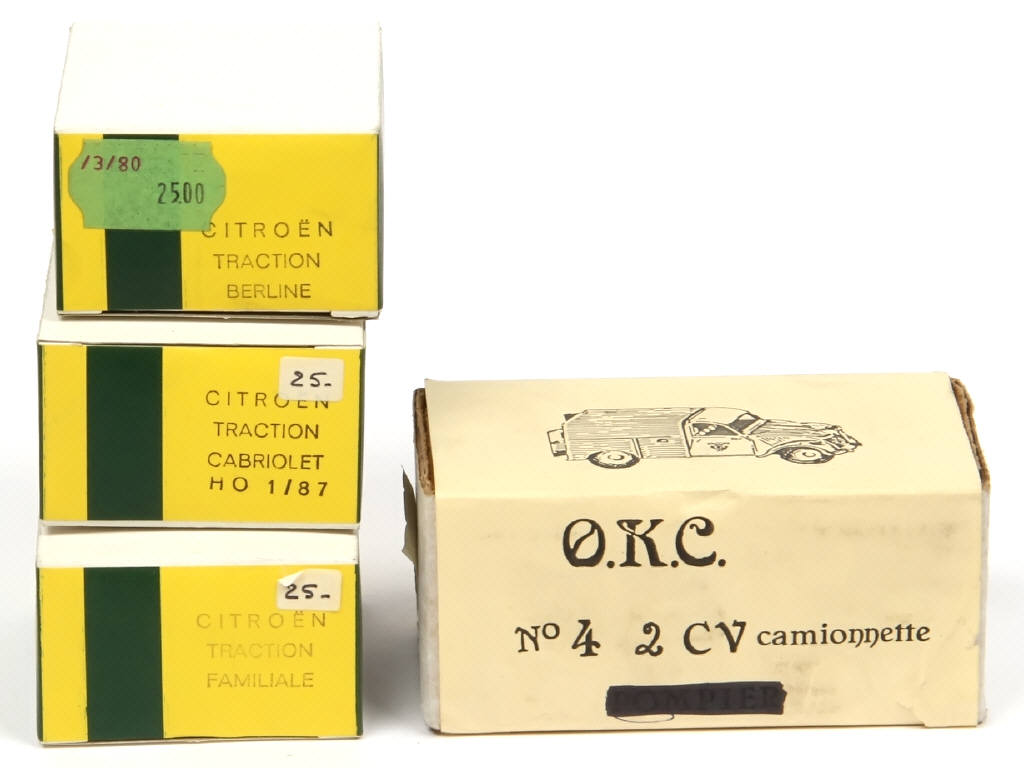 /3/80
2500
CITROËN
TRACTION
BERLINE
25-
CITROËN
TRACTION
CABRIOLET
HO 1/87
25-
CITROËN
TRACTION
FAMILIALE
O.K.C.
Nº 4 2 CV camionnette
POMPIER